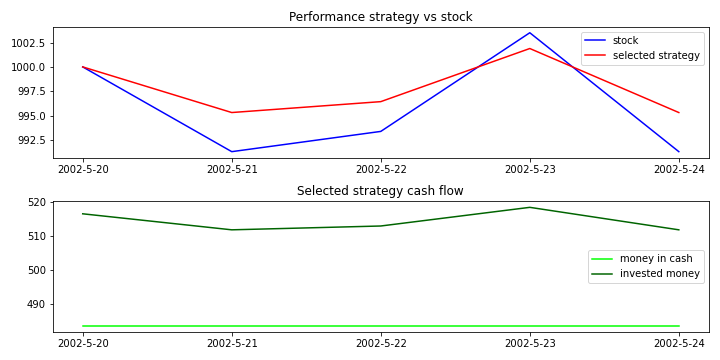 Performance strategy vs stock
1002.5
1000.0
997.5
995.0
992.5
stock
selected strategy
2002-5-20 2002-5-21 2002-5-22 2002-5-23 2002-5-24
Selected strategy cash flow
520
510
500
490
money in cash
invested money
2002-5-20 2002-5-21 2002-5-22 2002-5-23 2002-5-24